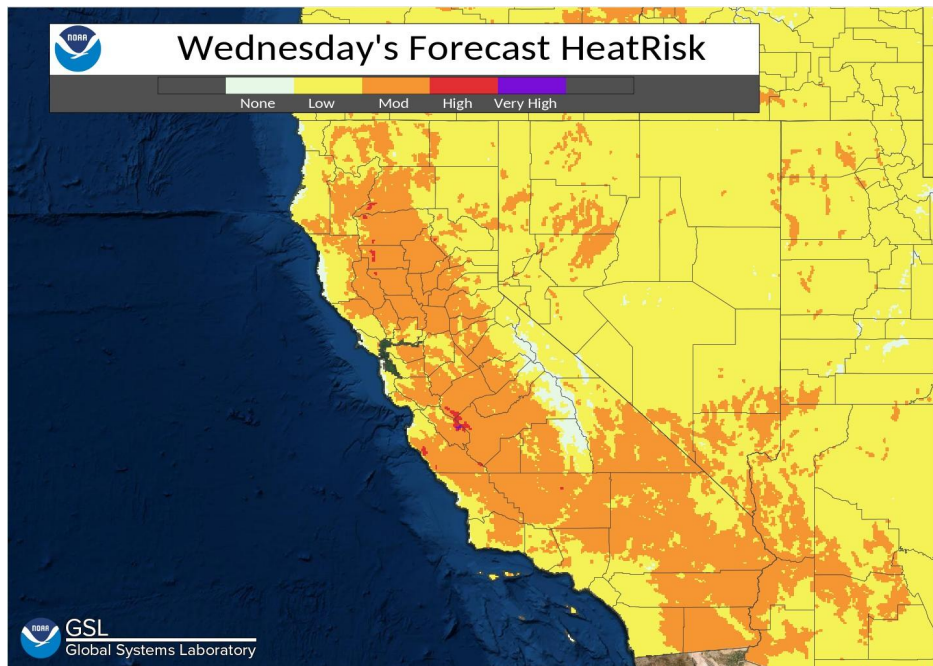 NOAA
Wednesday's Forecast HeatRisk
None Low Mod High Very High
NOAA
GSL
Global Systems Laboratory